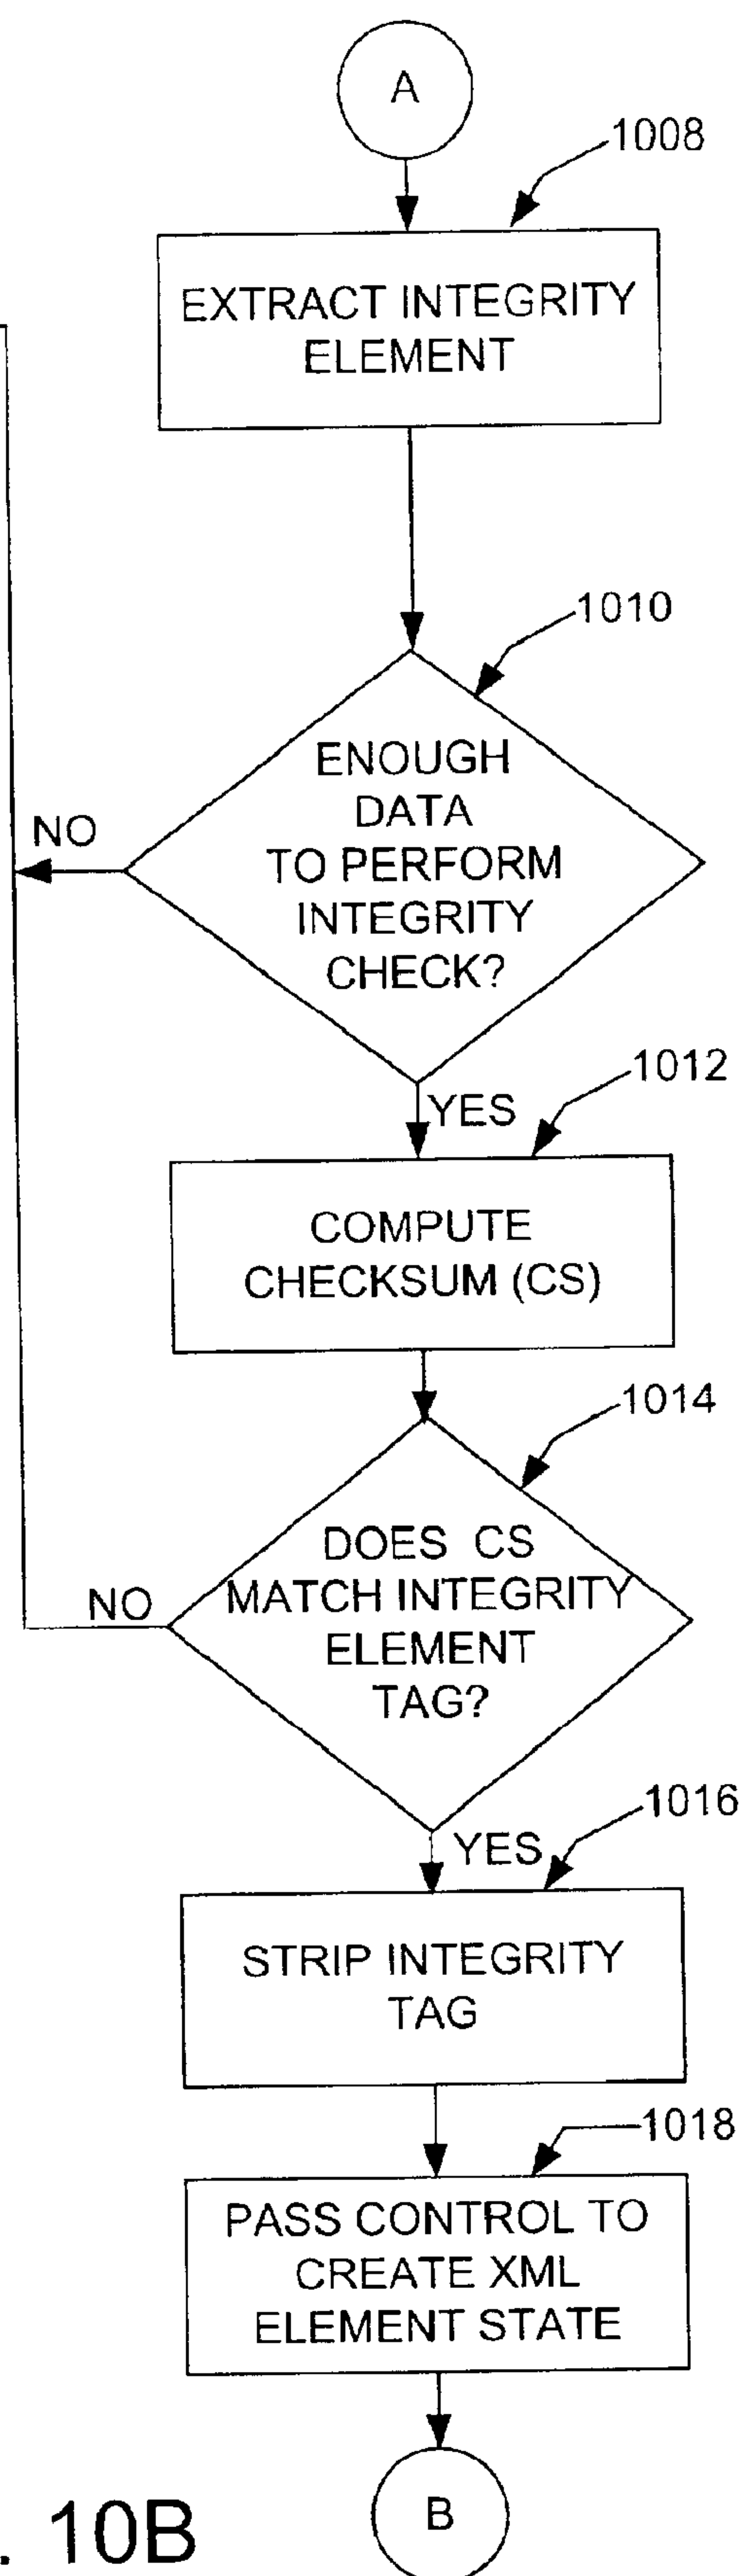 A
1008
EXTRACT INTEGRITY
ELEMENT
1010
ENOUGH
DATA
TO PERFORM
INTEGRITY
CHECK?
NO
YES
1012
COMPUTE
CHECKSUM (CS)
1014
DOES CS
MATCH INTEGRITY
ELEMENT
TAG?
NO
YES
1016
STRIP INTEGRITY
TAG
1018
PASS CONTROL TO
CREATE XML
ELEMENT STATE
B
. 10B